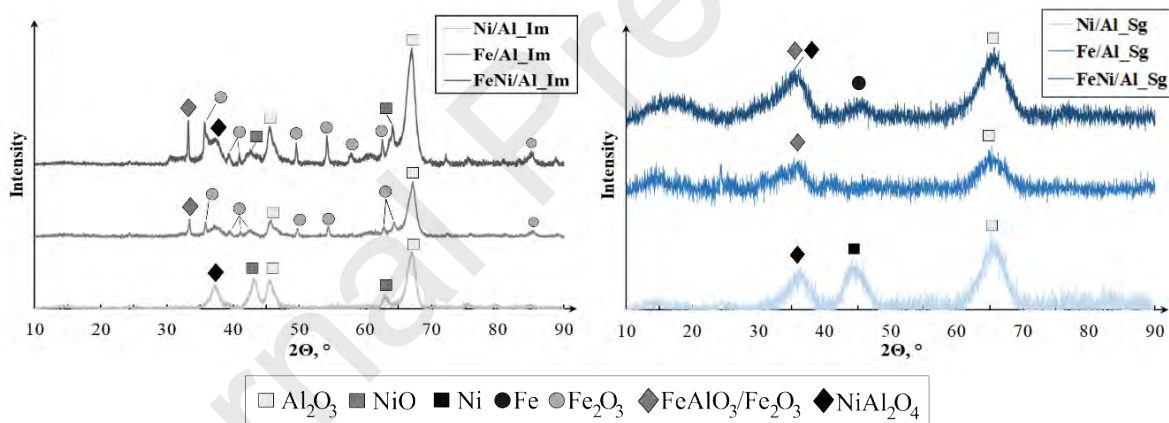 Ni/Al_Im
Fe/Al_Im
FeNi/Al_Im
Intensity
10 20 30 40 50 60 70 80 90
2Θ, °
Ni/Al_Sg
Fe/Al_Sg
FeNi/Al_Sg
Intensity
10 20 30 40 50 60 70 80 90
2Θ, °
Al₂O₃ NiO Ni Fe Fe₂O₃ FeAlO₃/Fe₂O₃ NiAl₂O₄
rnal Pre